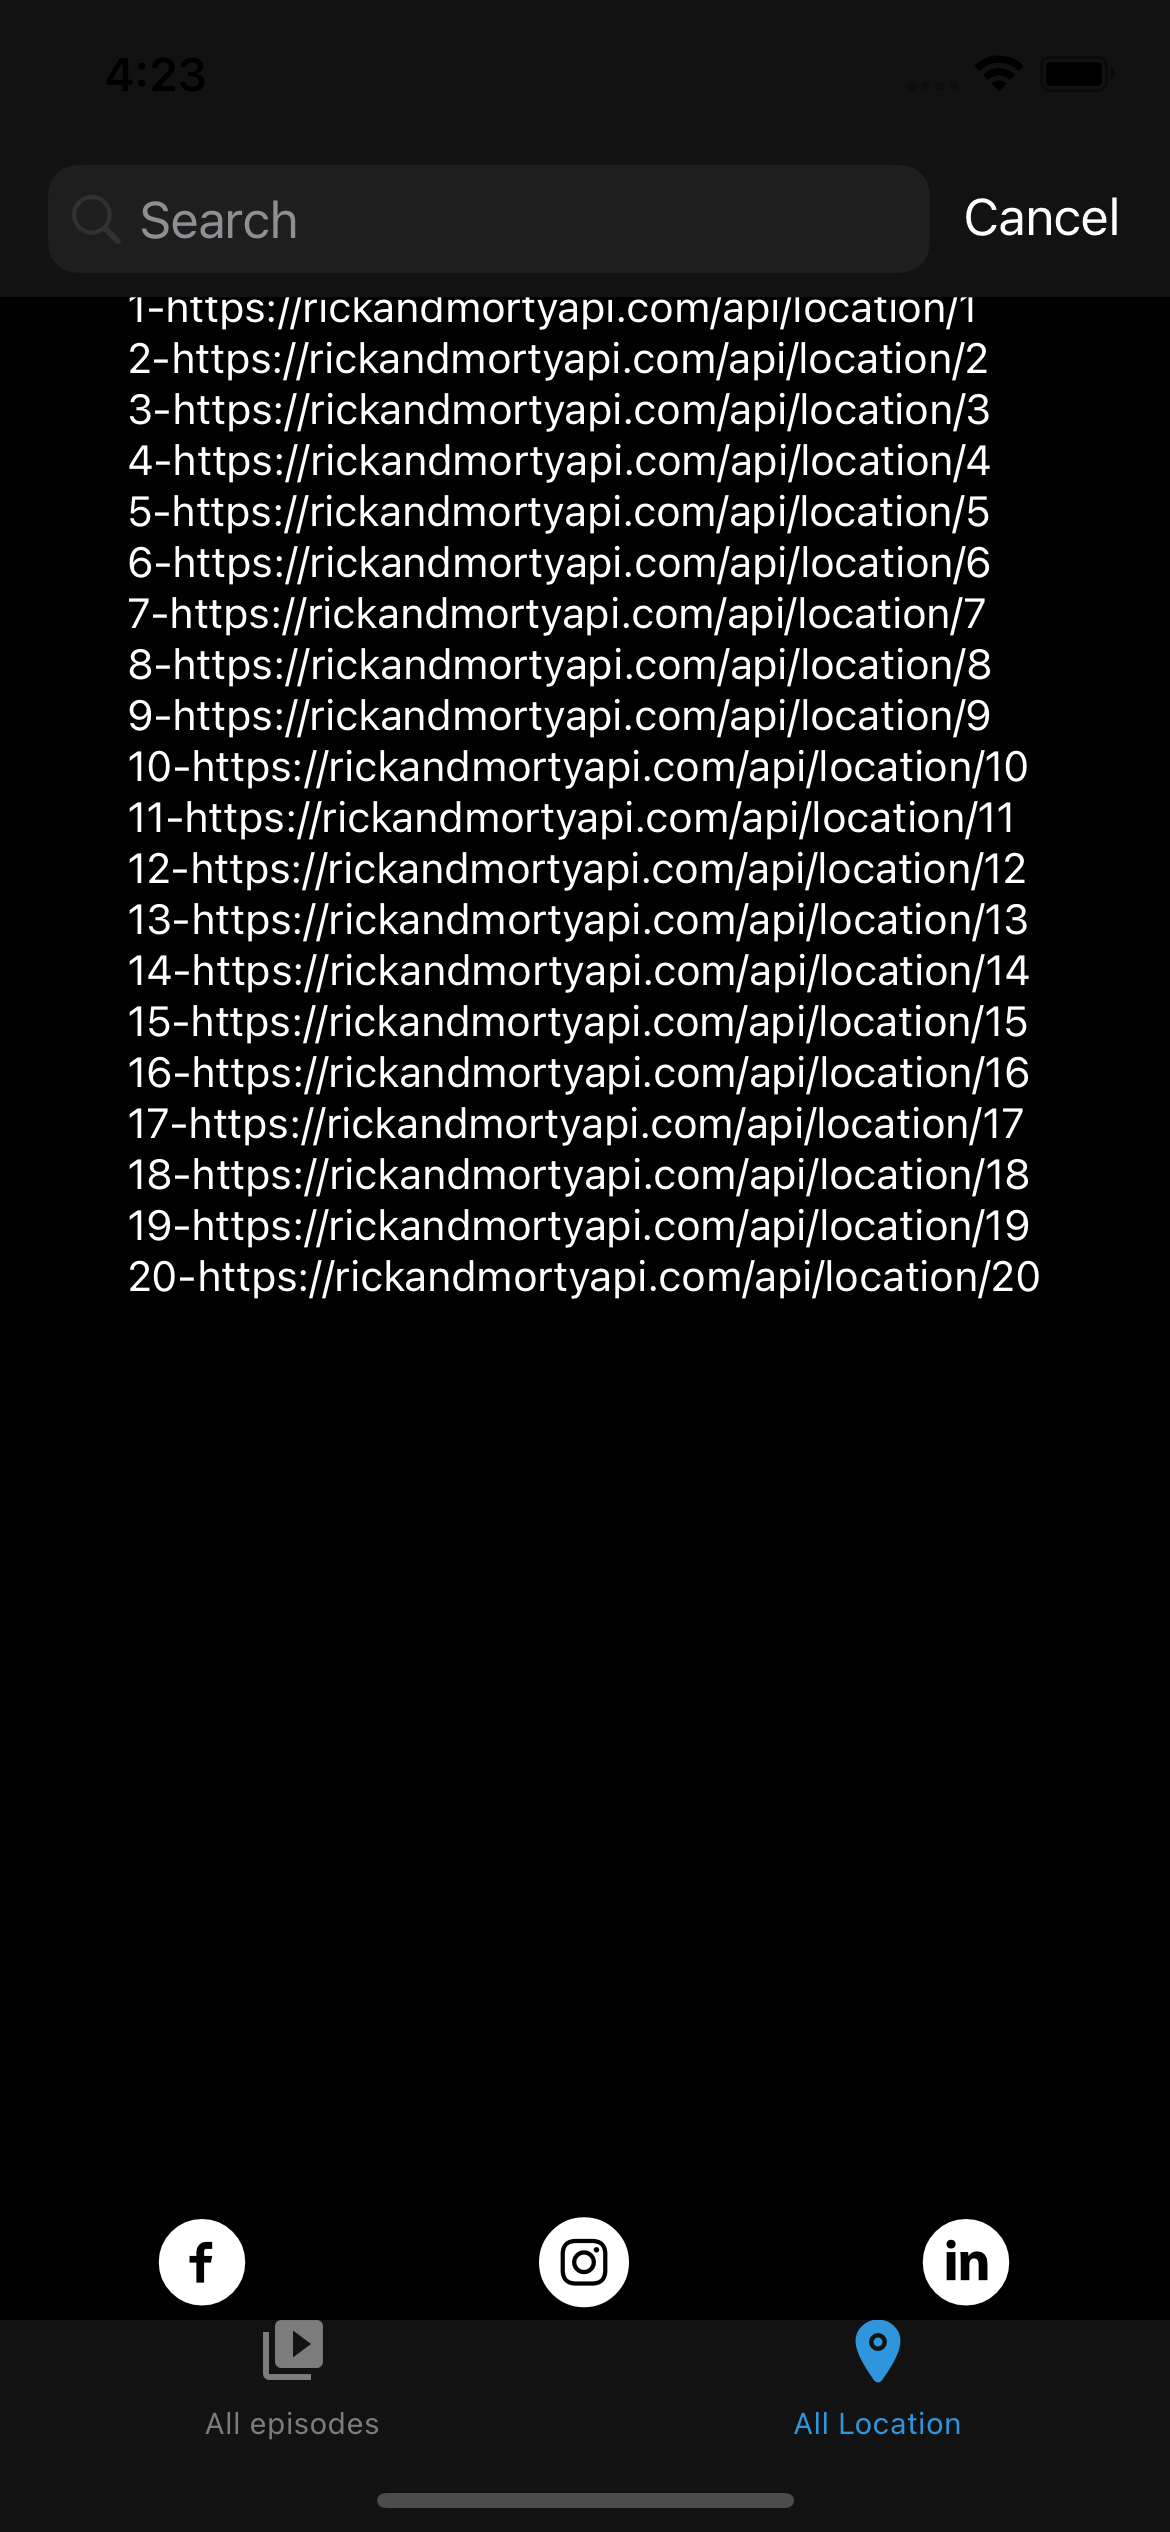 4:23
Search
Cancel
1-https://rickandmortyapi.com/api/location/1
2-https://rickandmortyapi.com/api/location/2
3-https://rickandmortyapi.com/api/location/3
4-https://rickandmortyapi.com/api/location/4
5-https://rickandmortyapi.com/api/location/5
6-https://rickandmortyapi.com/api/location/6
7-https://rickandmortyapi.com/api/location/7
8-https://rickandmortyapi.com/api/location/8
9-https://rickandmortyapi.com/api/location/9
10-https://rickandmortyapi.com/api/location/10
11-https://rickandmortyapi.com/api/location/11
12-https://rickandmortyapi.com/api/location/12
13-https://rickandmortyapi.com/api/location/13
14-https://rickandmortyapi.com/api/location/14
15-https://rickandmortyapi.com/api/location/15
16-https://rickandmortyapi.com/api/location/16
17-https://rickandmortyapi.com/api/location/17
18-https://rickandmortyapi.com/api/location/18
19-https://rickandmortyapi.com/api/location/19
20-https://rickandmortyapi.com/api/location/20
f
in
All episodes
All Location